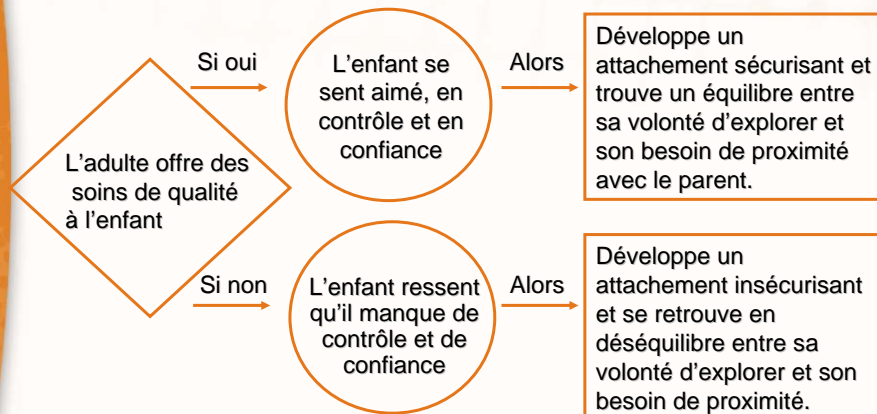 L'adulte offre des
soins de qualité
à l'enfant
Si oui
L'enfant se
sent aimé, en
contrôle et en
confiance
Alors
Développe un
attachement sécurisant et
trouve un équilibre entre
sa volonté d'explorer et
son besoin de proximité
avec le parent.
Si non
L'enfant ressent
qu'il manque de
contrôle et de
confiance
Alors
Développe un
attachement insécurisant
et se retrouve en
déséquilibre entre sa
volonté d'explorer et son
besoin de proximité.